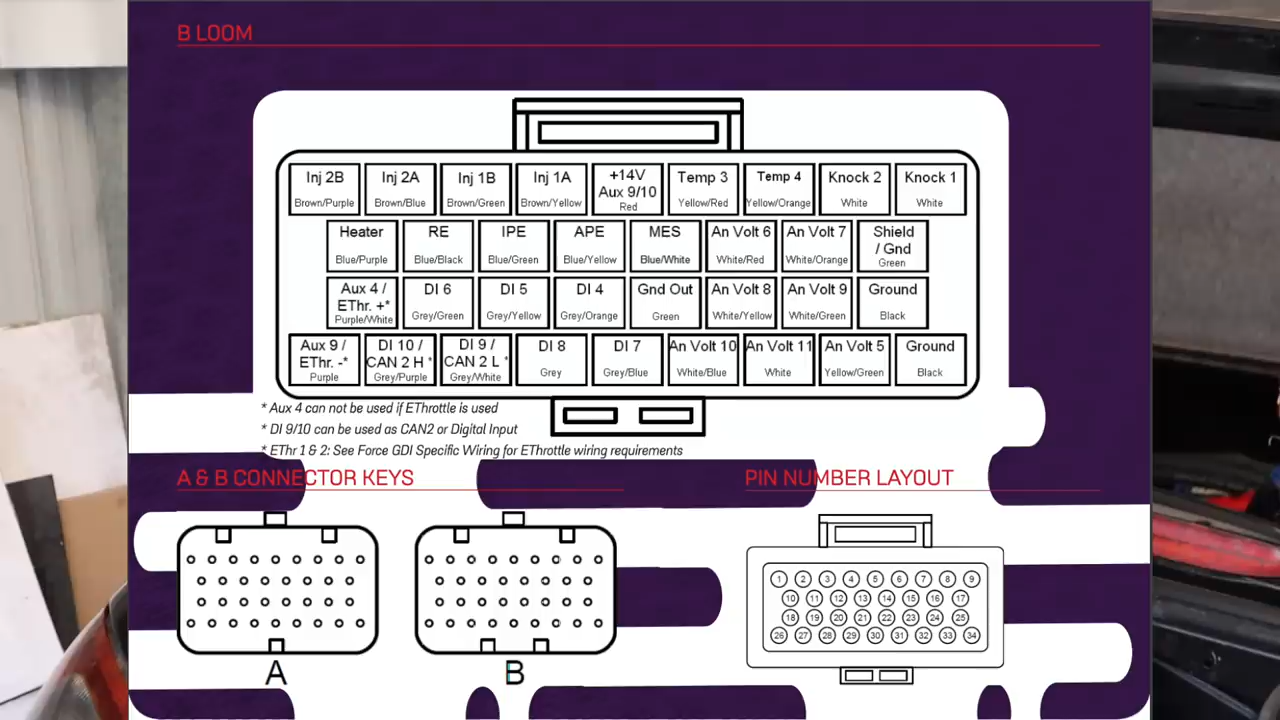 B LOOM
Inj 2B Inj 2A Inj 1B Inj 1A +14V Aux 9/10 Temp 3 Temp 4 Knock 2 Knock 1
Brown/Purple Brown/Blue Brown/Green Brown/Yellow Red Yellow/Red Yellow/Orange White White
Heater RE IPE APE MES An Volt 6 An Volt 7 Shield / Gnd
Blue/Purple Blue/Black Blue/Green Blue/Yellow Blue/White White/Red White/Orange Green
Aux 4 / EThr. +* DI 6 DI 5 DI 4 Gnd Out An Volt 8 An Volt 9 Ground
Purple/White Grey/Green Grey/Yellow Grey/Orange Green White/Yellow White/Green Black
Aux 9 / EThr. -* DI 10 / CAN 2 H * DI 9 / CAN 2 L * DI 8 DI 7 An Volt 10 An Volt 11 An Volt 5 Ground
Purple Grey/Purple Grey/White Grey Grey/Blue White/Blue White Yellow/Green Black
* Aux 4 can not be used if EThrottle is used
* DI 9/10 can be used as CAN2 or Digital Input
* EThr 1 & 2: See Force GDI Specific Wiring for EThrottle wiring requirements
A & B CONNECTOR KEYS
PIN NUMBER LAYOUT
1 2 3 4 5 6 7 8 9
10 11 12 13 14 15 16 17
18 19 20 21 22 23 24 25
26 27 28 29 30 31 32 33 34
A
B